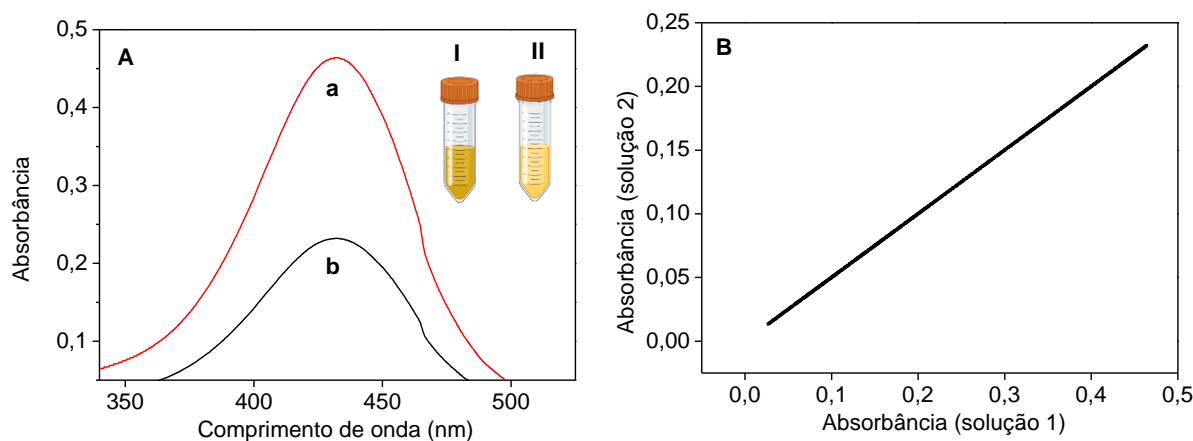 A
I
II
a
b
0,5
0,4
0,3
0,2
0,1
Absorbância
350
400
450
500
Comprimento de onda (nm)
B
0,25
0,20
0,15
0,10
0,05
0,00
Absorbância (solução 2)
0,0
0,1
0,2
0,3
0,4
0,5
Absorbância (solução 1)